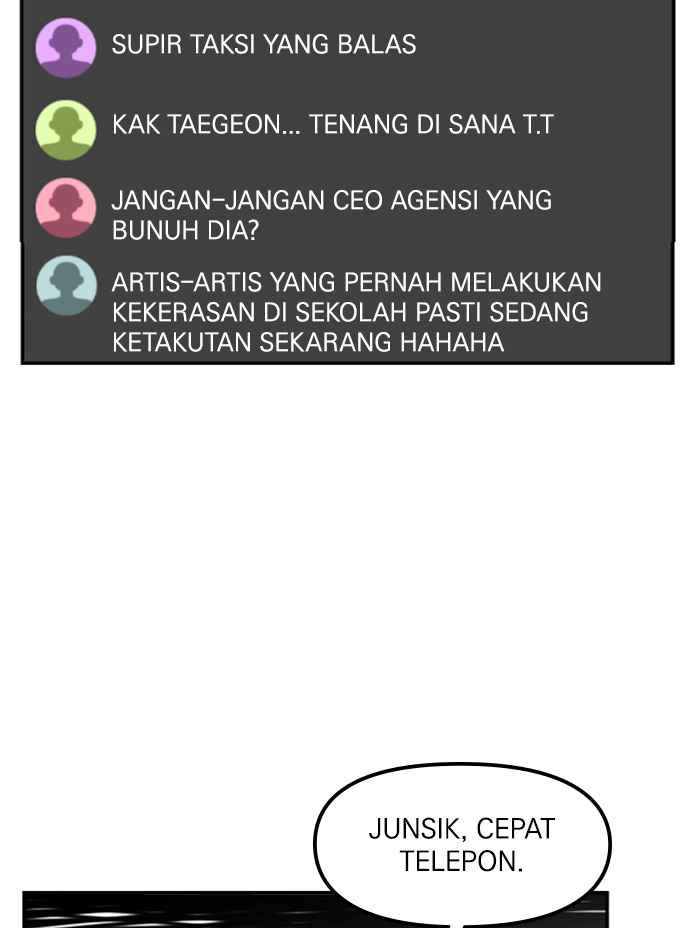 SUPIR TAKSI YANG BALAS
KAK TAEGEON... TENANG DI SANA T.T
JANGAN-JANGAN CEO AGENSI YANG
BUNUH DIA?
ARTIS-ARTIS YANG PERNAH MELAKUKAN
KEKERASAN DI SEKOLAH PASTI SEDANG
KETAKUTAN SEKARANG HAHAHA
JUNSIK, CEPAT
TELEPON.